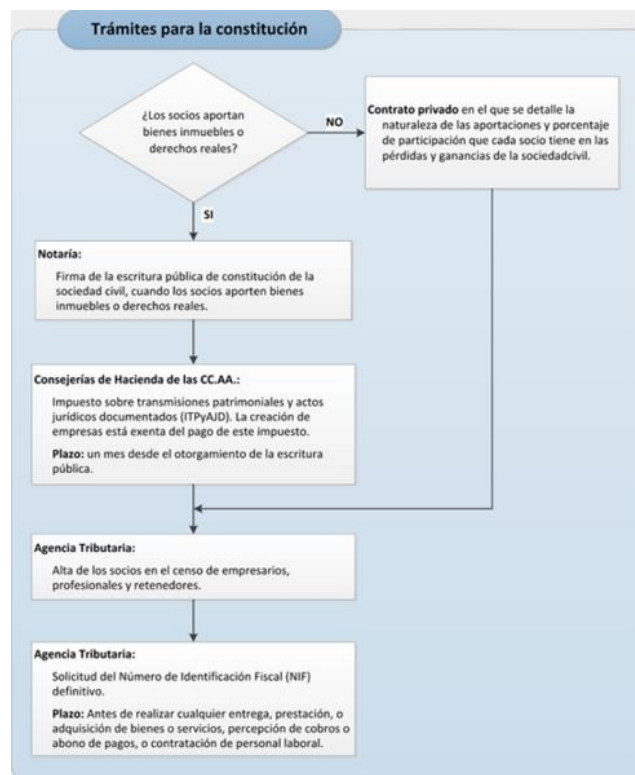 Trámites para la constitución
¿Los socios aportan
bienes inmuebles o
derechos reales?
NO
Contrato privado en el que se detalle la
naturaleza de las aportaciones y porcentaje
de participación que cada socio tiene en las
pérdidas y ganancias de la sociedadcivil.
SI
Notaría:
Firma de la escritura pública de constitución de la
sociedad civil, cuando los socios aporten bienes
inmuebles o derechos reales.
Consejerías de Hacienda de las CC.AA.:
Impuesto sobre transmisiones patrimoniales y actos
jurídicos documentados (ITPyAJD). La creación de
empresas está exenta del pago de este impuesto.
Plazo: un mes desde el otorgamiento de la escritura
pública.
Agencia Tributaria:
Alta de los socios en el censo de empresarios,
profesionales y retenedores.
Agencia Tributaria:
Solicitud del Número de Identificación Fiscal (NIF)
definitivo.
Plazo: Antes de realizar cualquier entrega, prestación, o
adquisición de bienes o servicios, percepción de cobros o
abono de pagos, o contratación de personal laboral.